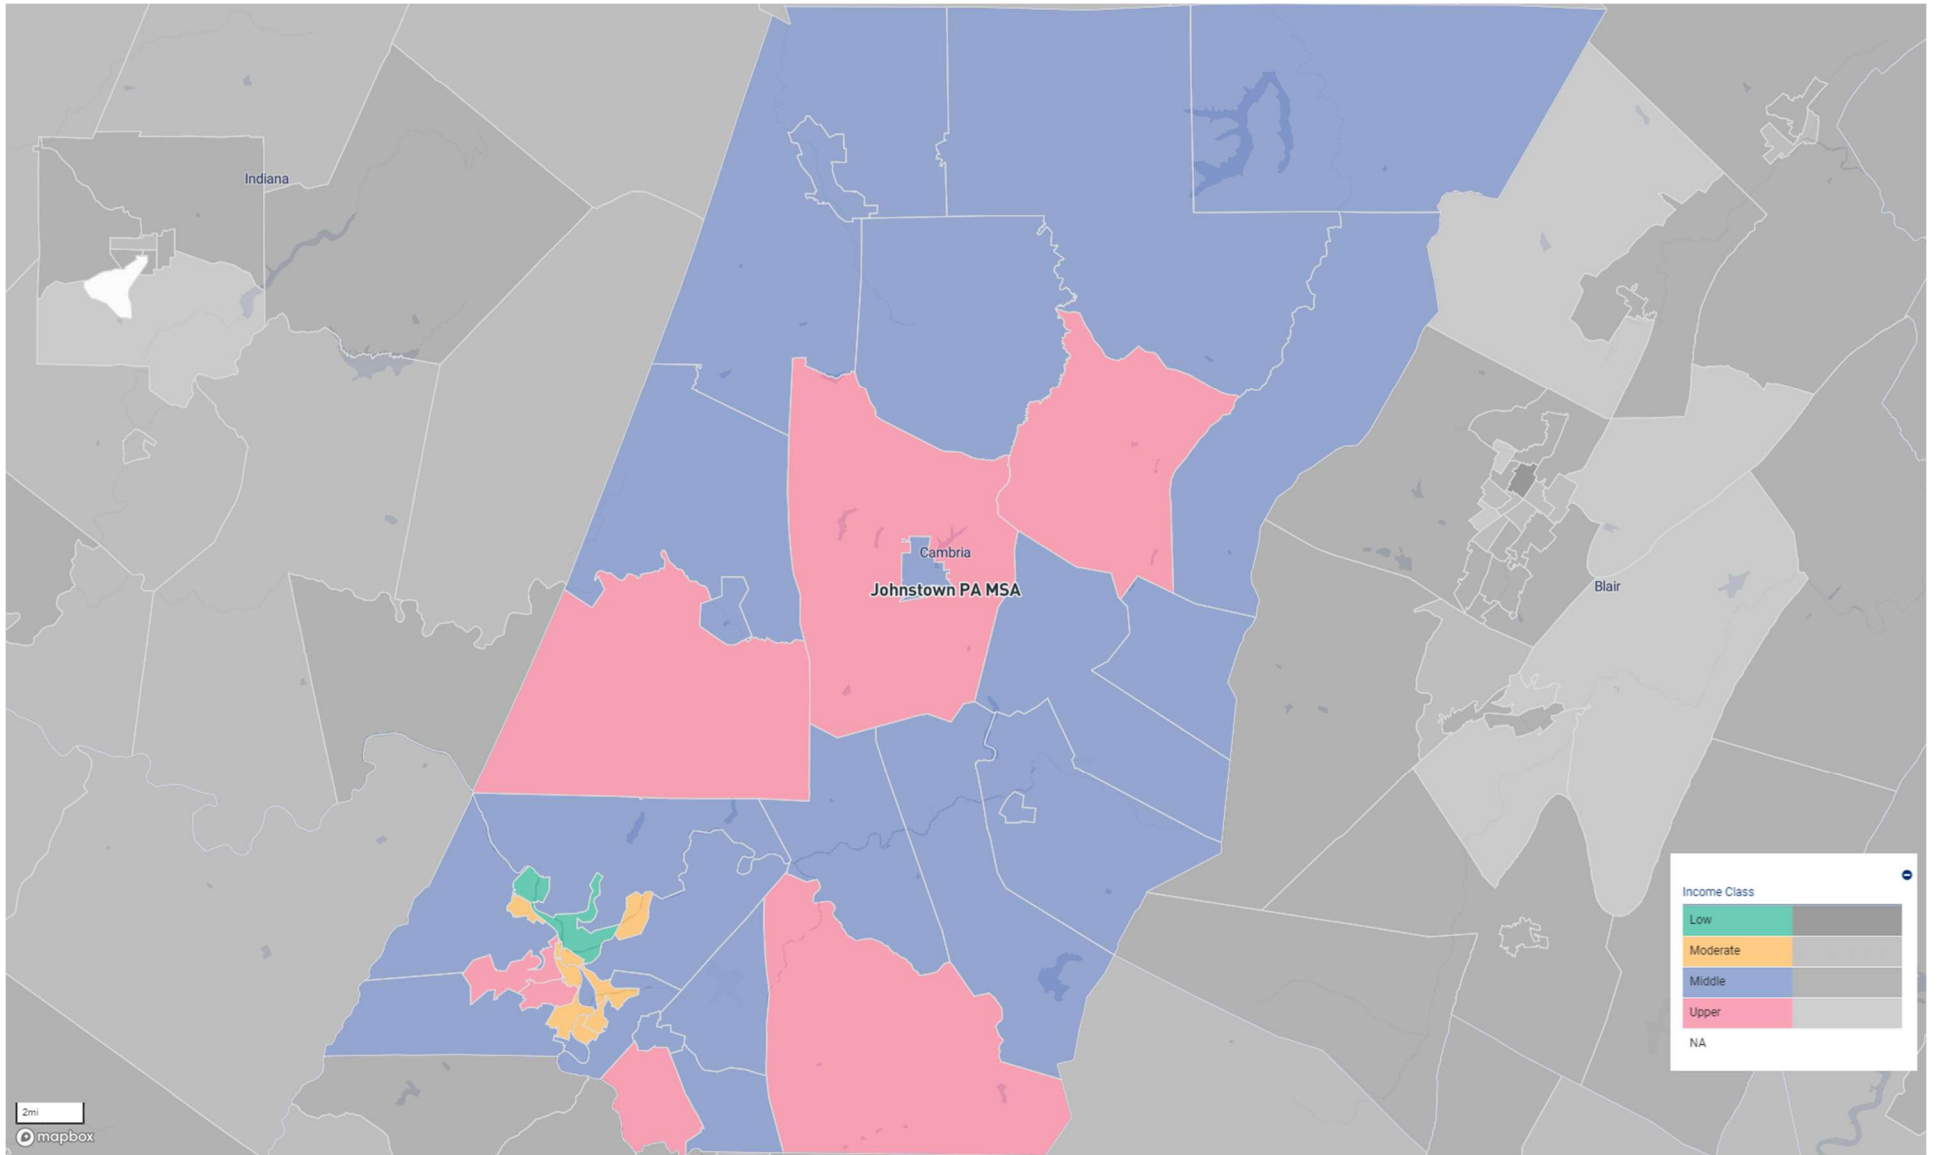 Indiana
Cambria
Johnstown PA MSA
Blair
Income Class
Low
Moderate
Middle
Upper
NA
2mi
mapbox